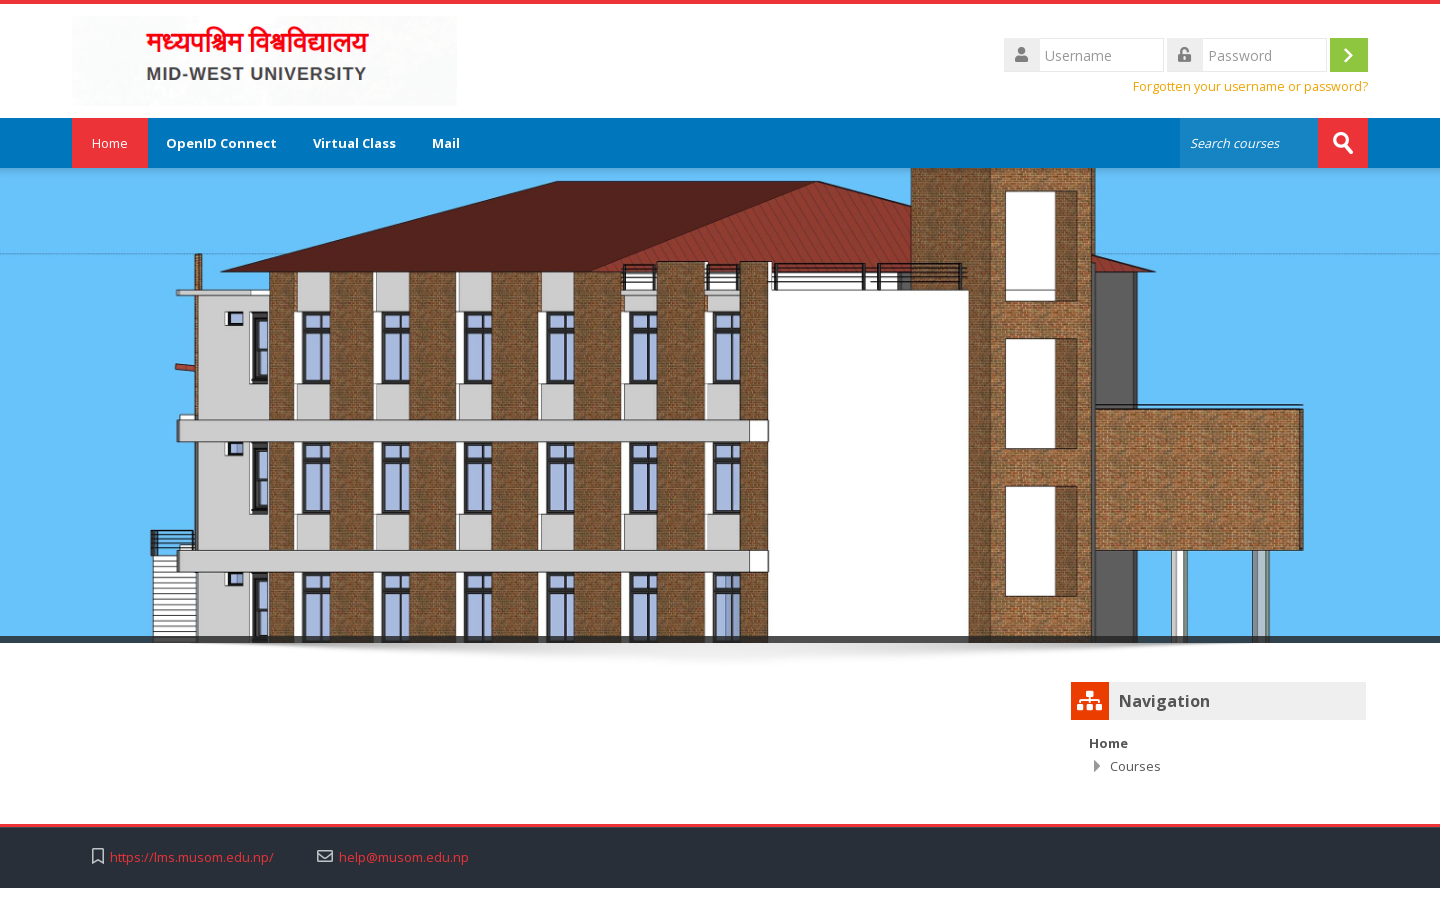 मध्यपश्चिम विश्वविद्यालय
MID-WEST UNIVERSITY
Username
Password
Forgotten your username or password?
Home
OpenID Connect
Virtual Class
Mail
Search courses
Navigation
Home
Courses
https://lms.musom.edu.np/
help@musom.edu.np